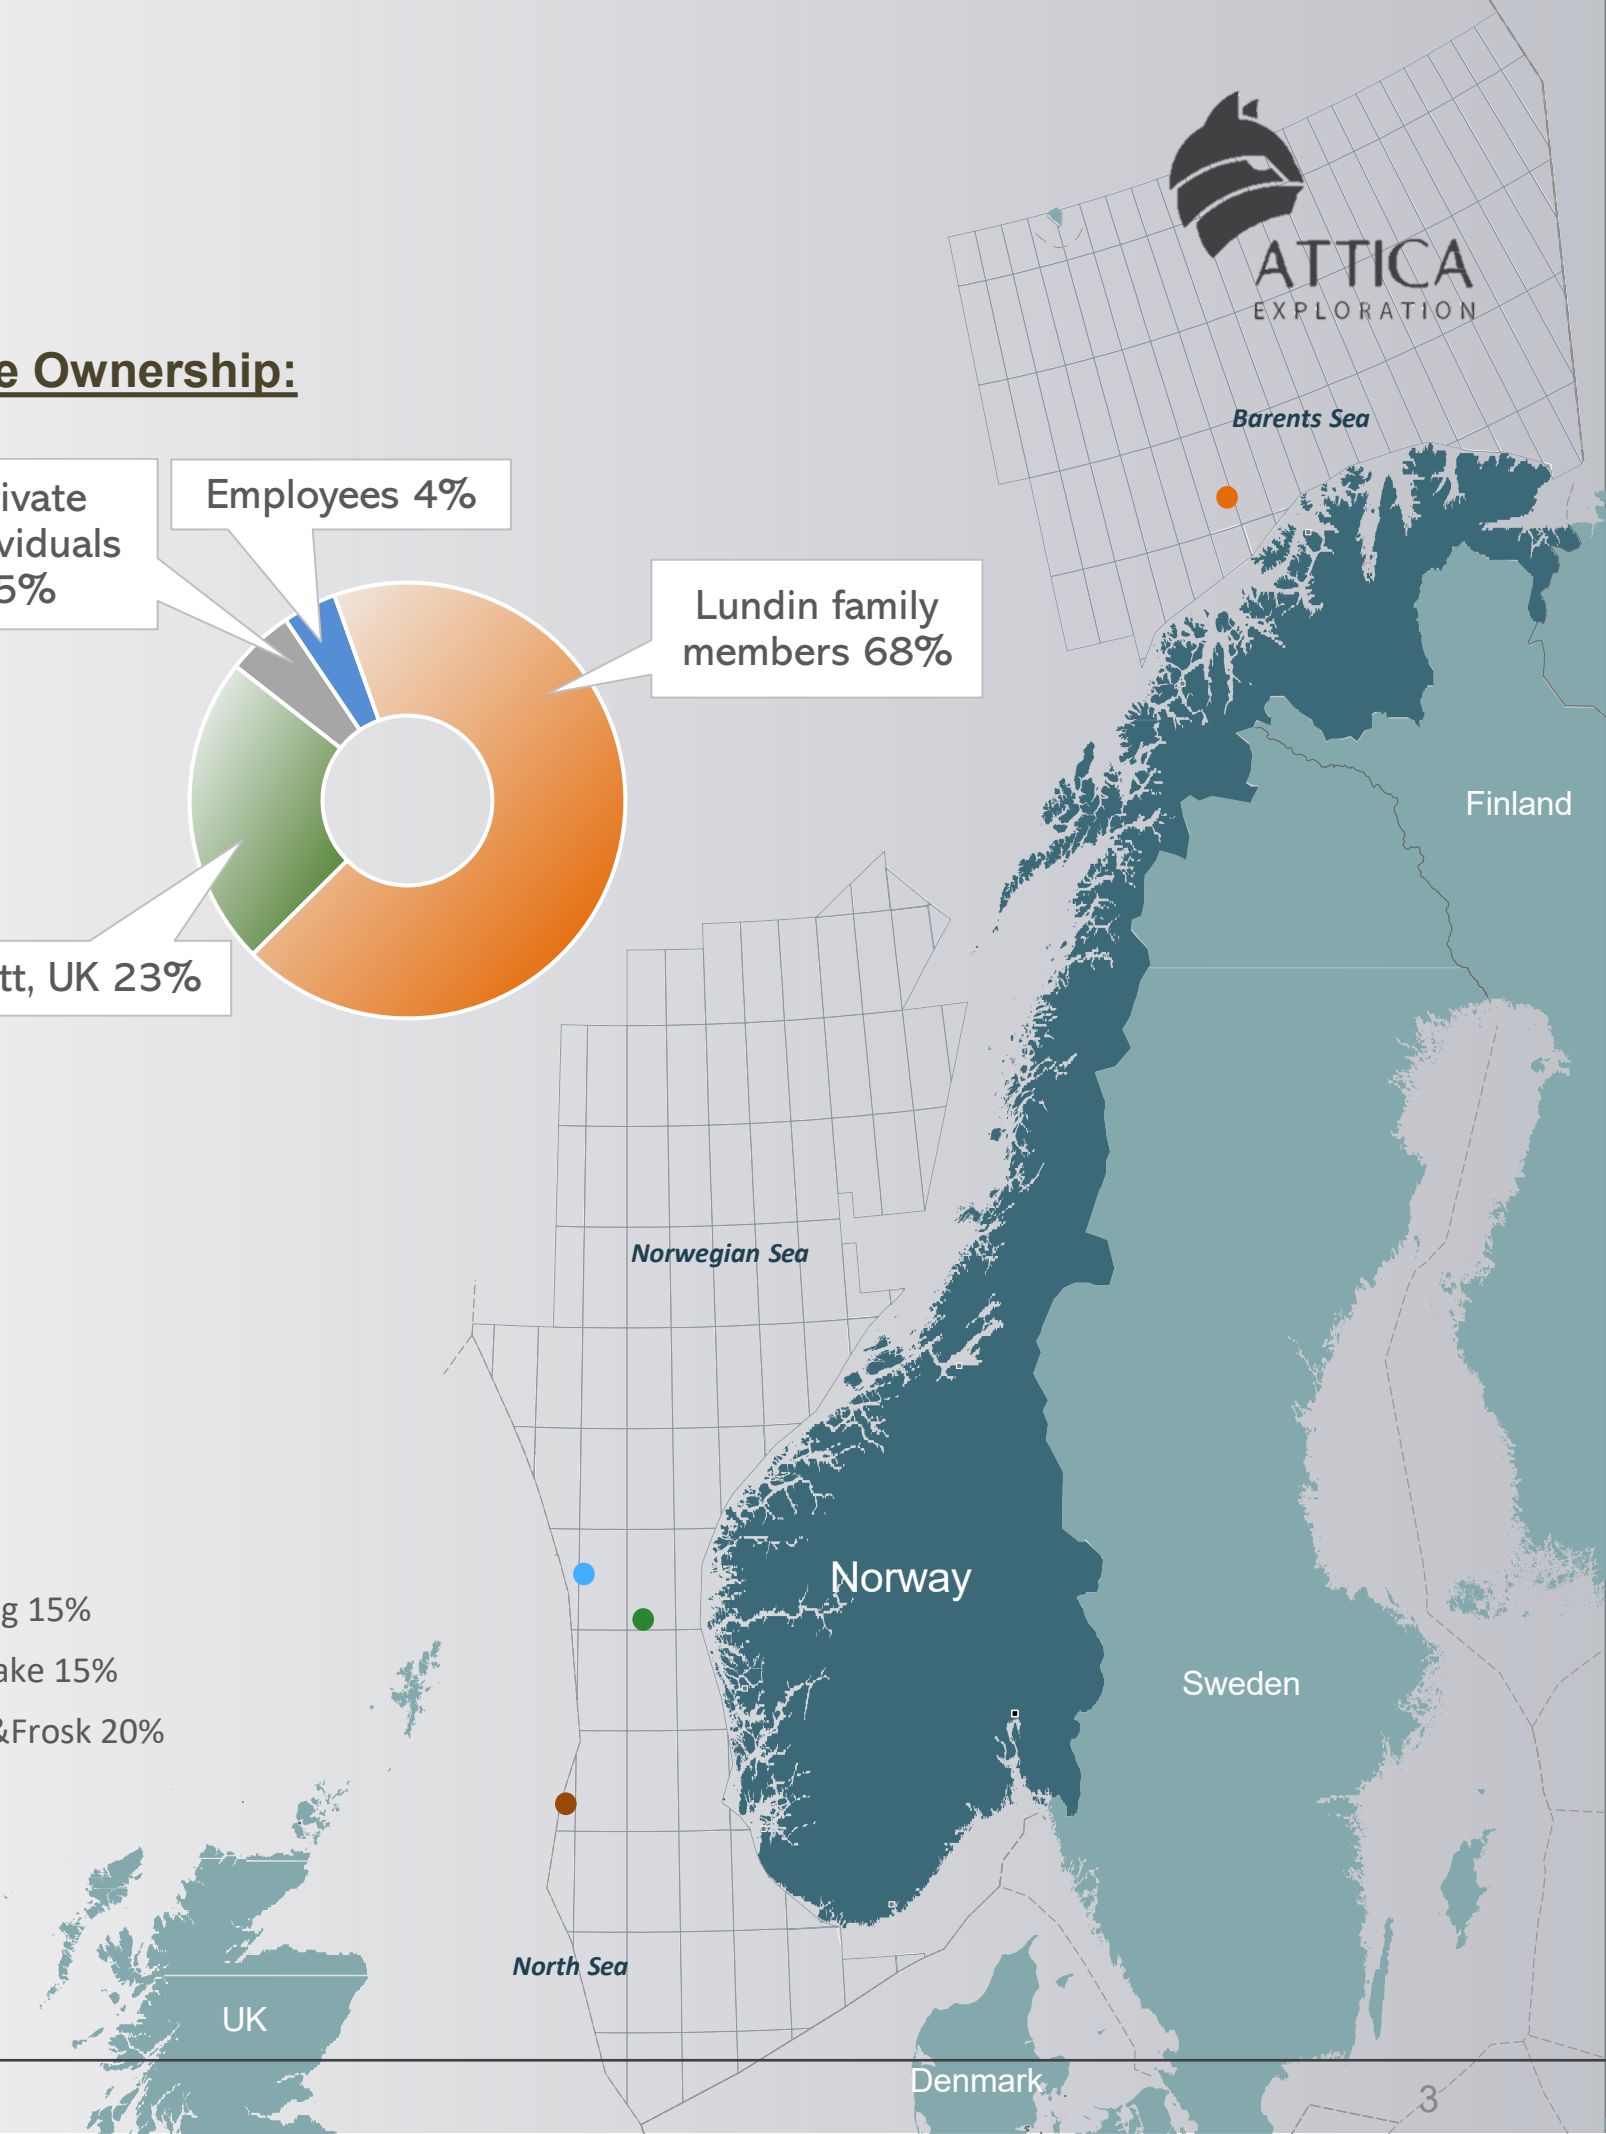 ATTICA
EXPLORATION
e Ownership:
Barents Sea
ivate
viduals
5%
Employees 4%
Lundin family
members 68%
Finland
tt, UK 23%
Norwegian Sea
Norway
g 15%
ake 15%
&Frosk 20%
Sweden
North Sea
UK
Denmark
3